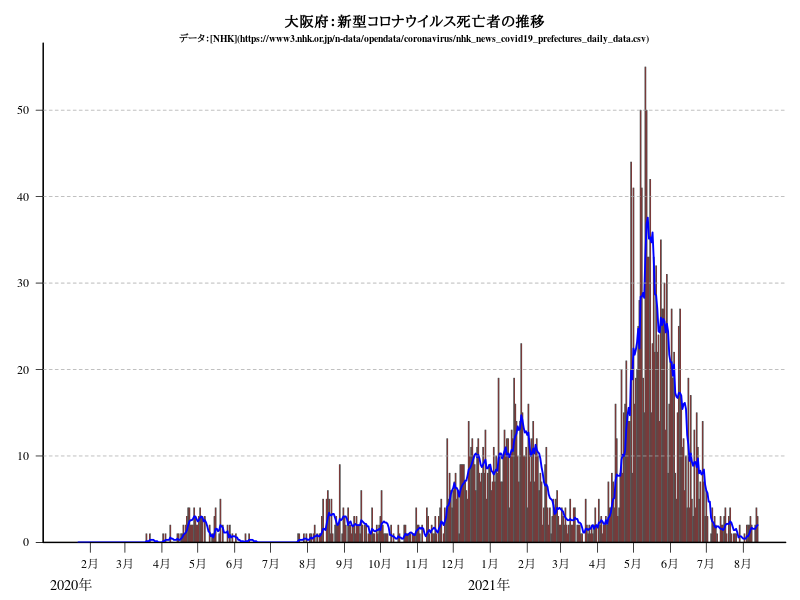 大阪府：新型コロナウイルス死亡者の推移
データ：[NHK](https://www3.nhk.or.jp/n-data/opendata/coronavirus/nhk_news_covid19_prefectures_daily_data.csv)
50
40
30
20
10
0
2月 3月 4月 5月 6月 7月 8月 9月 10月 11月 12月 1月 2月 3月 4月 5月 6月 7月 8月
2020年 2021年